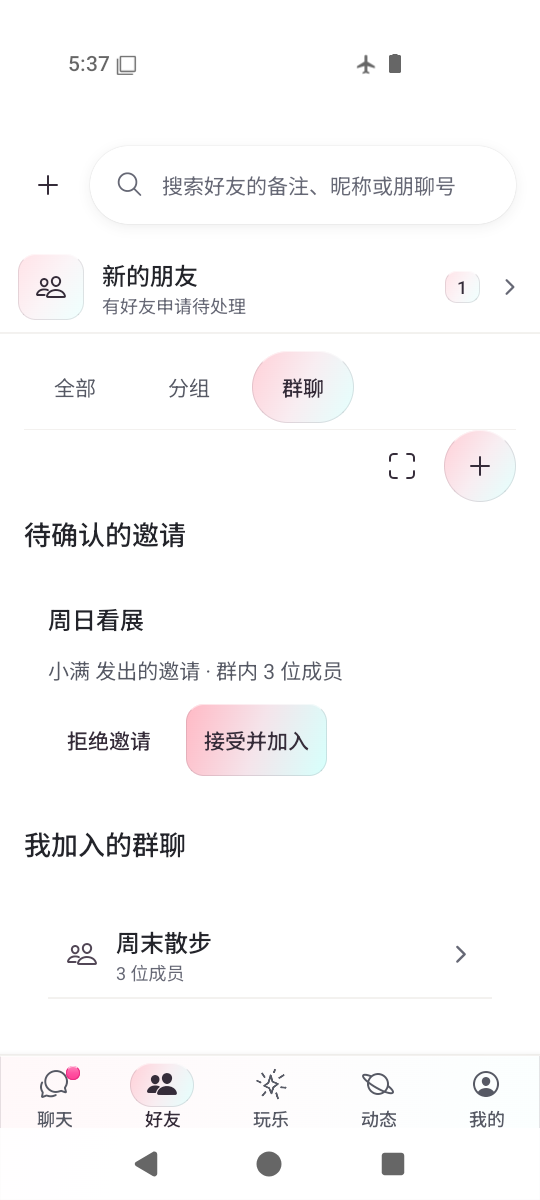 5:37
搜索好友的备注、昵称或朋聊号
新的朋友
有好友申请待处理
1
全部 分组 群聊
待确认的邀请
周日看展
小满 发出的邀请 · 群内 3 位成员
拒绝邀请 接受并加入
我加入的群聊
周末散步
3 位成员
聊天 好友 玩乐 动态 我的